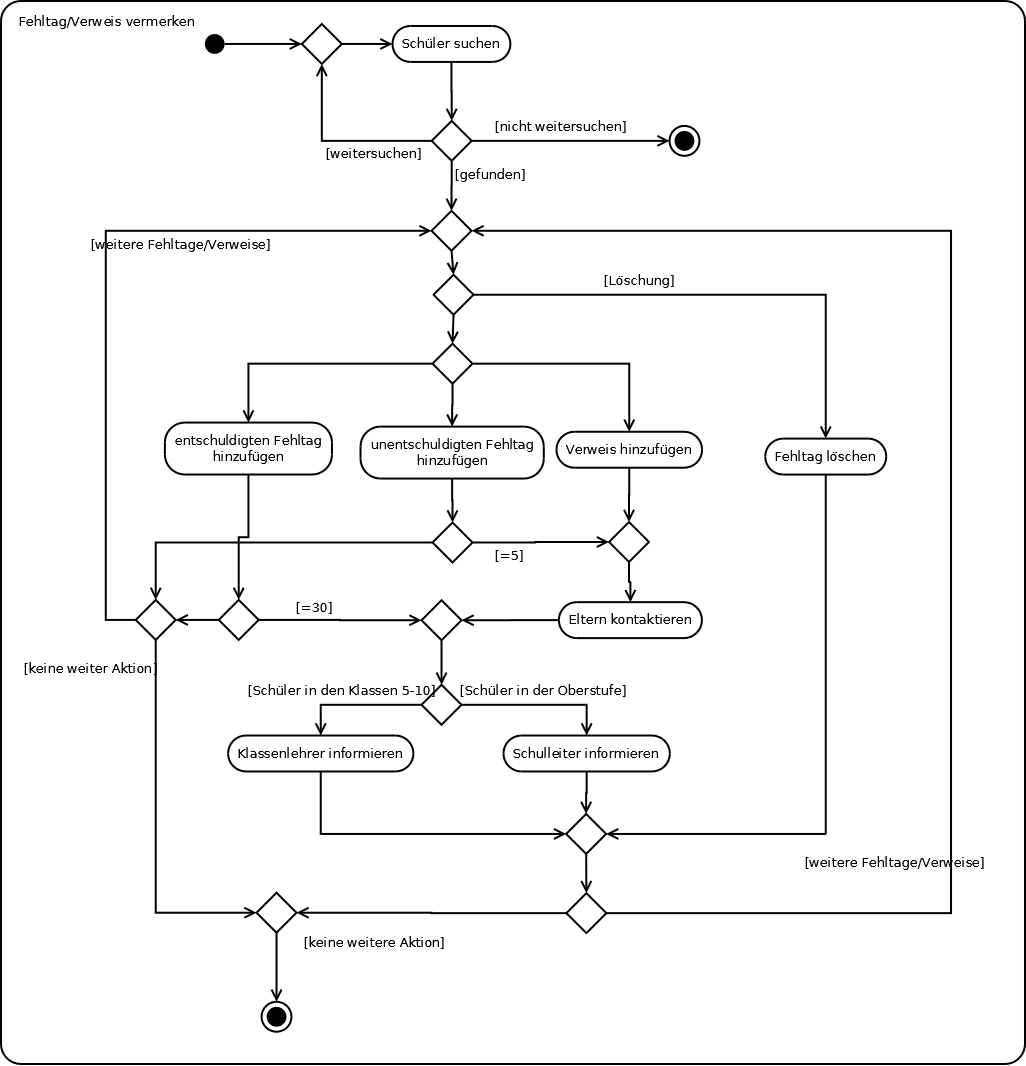 Fehltag/Verweis vermerken
Schüler suchen
[nicht weitersuchen]
[weitersuchen]
[gefunden]
[weitere Fehltage/Verweise]
[Löschung]
entschuldigten Fehltag
hinzufügen
unentschuldigten Fehltag
hinzufügen
Verweis hinzufügen
Fehltag löschen
[=5]
[=30]
Eltern kontaktieren
[keine weiter Aktion]
[Schüler in den Klassen 5-10]
[Schüler in der Oberstufe]
Klassenlehrer informieren
Schulleiter informieren
[weitere Fehltage/Verweise]
[keine weitere Aktion]